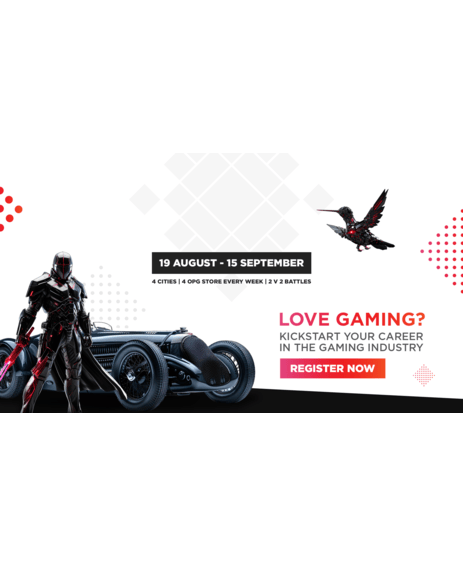 19 AUGUST - 15 SEPTEMBER
4 CITIES | 4 OPG STORE EVERY WEEK | 2 V 2 BATTLES
LOVE GAMING?
KICKSTART YOUR CAREER
IN THE GAMING INDUSTRY
REGISTER NOW